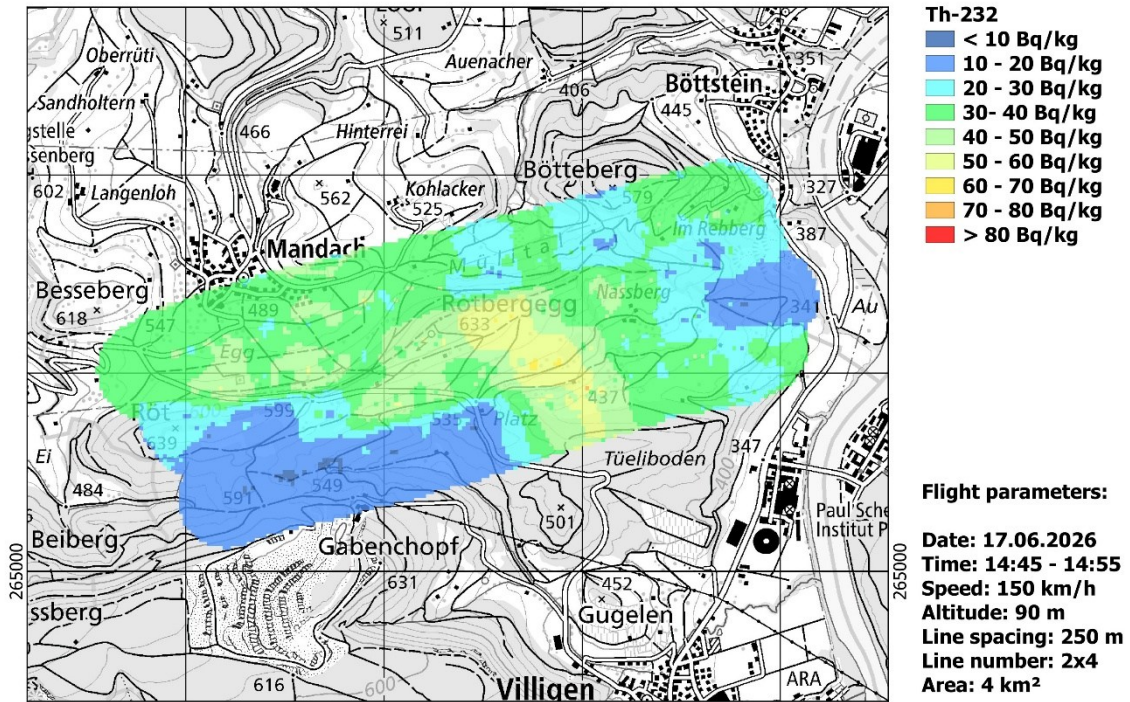 Loor
511
Oberrüti
Auenacher
351
Böttstein
406
445
Sandholtern
466
Hinterrei
Bötteberg
602
Langenloh
562
Kohlacker
525
579
327
Im Rebberg
387
Mandach
Mülital
Besseberg
489
Rotbergegg
Nassberg
341
Au
618
547
633
Egg
437
Rot
599
535
Platz
639
Ei
Tüeliboden
347
400
484
591
549
501
Paul Sche
Institut P
Beiberg
Gabenchopf
265000
631
452
265000
ssberg
Gugelen
616
600
Villigen
ARA
Th-232
< 10 Bq/kg
10 - 20 Bq/kg
20 - 30 Bq/kg
30- 40 Bq/kg
40 - 50 Bq/kg
50 - 60 Bq/kg
60 - 70 Bq/kg
70 - 80 Bq/kg
> 80 Bq/kg
Flight parameters:
Date: 17.06.2026
Time: 14:45 - 14:55
Speed: 150 km/h
Altitude: 90 m
Line spacing: 250 m
Line number: 2x4
Area: 4 km²